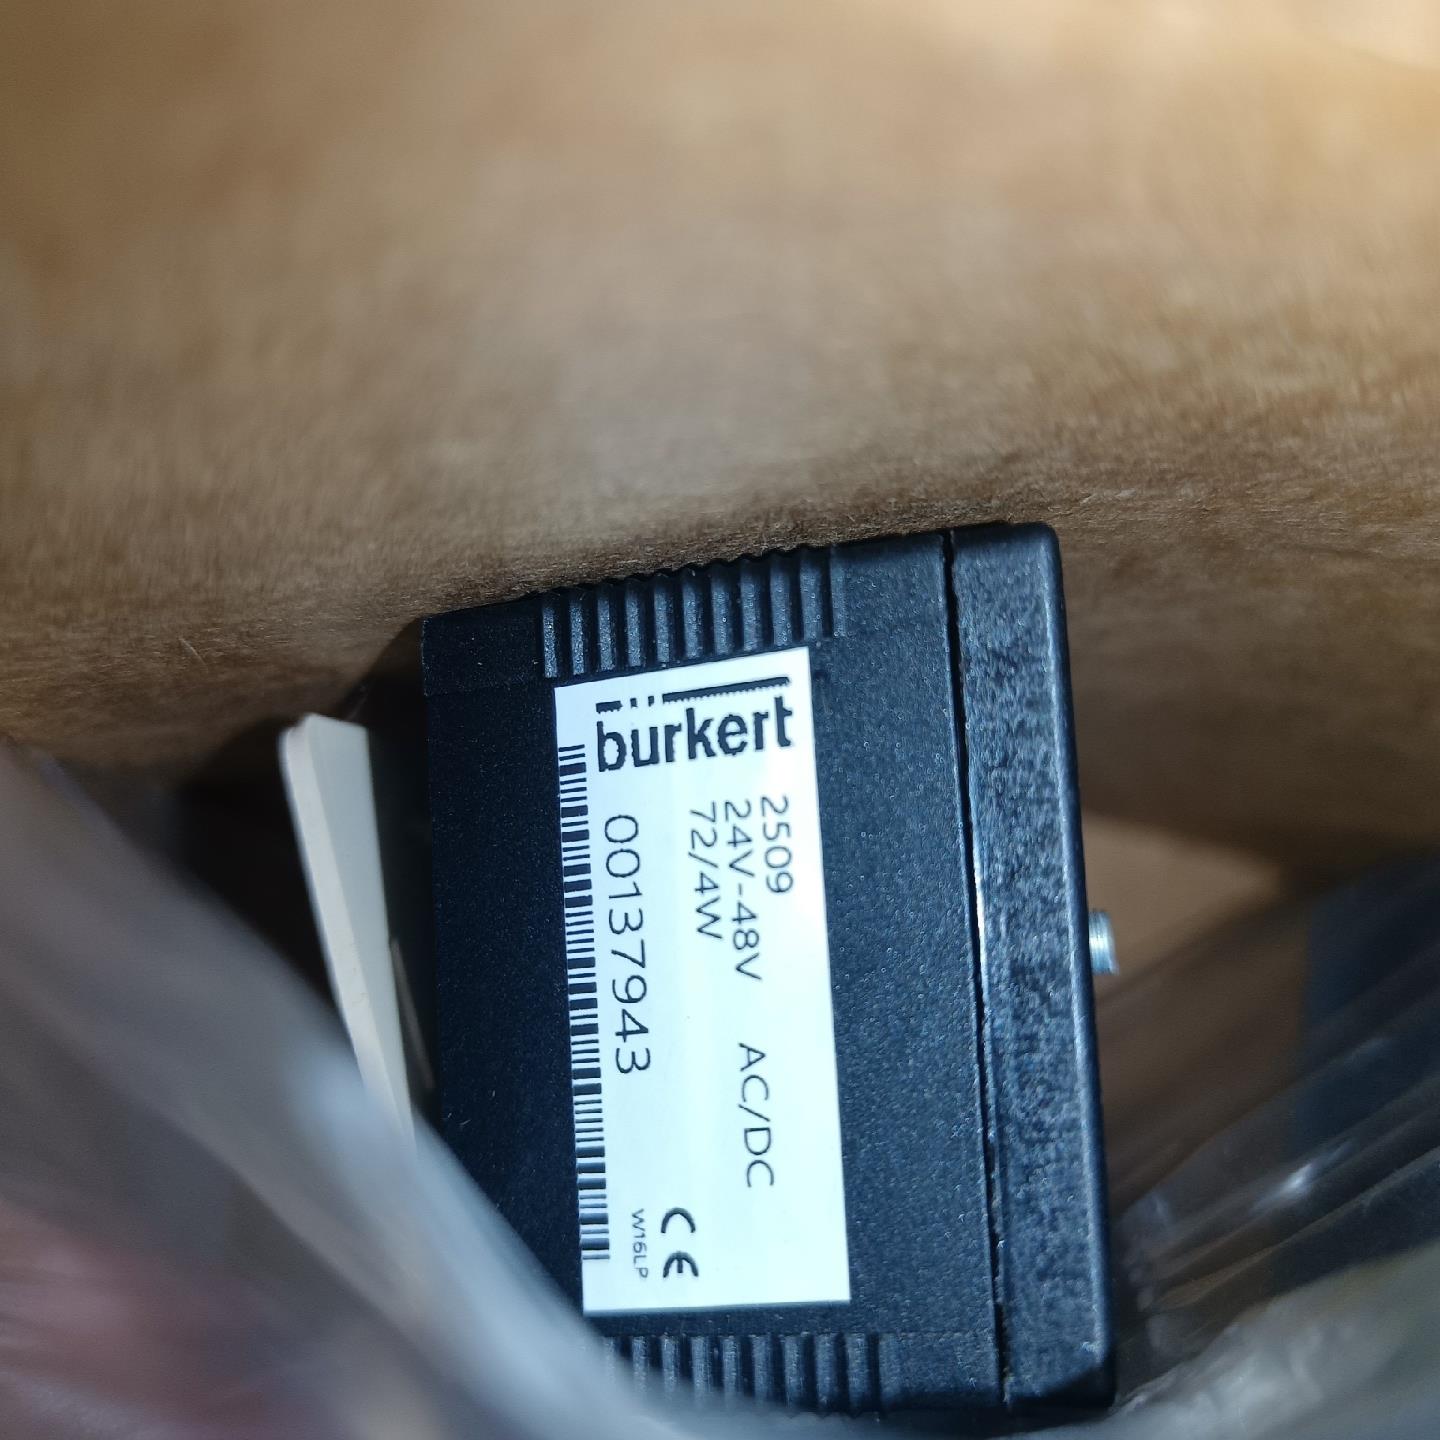 bürkert
2509
24V-48V AC/DC
72/4W
00137943
CE
W16LP